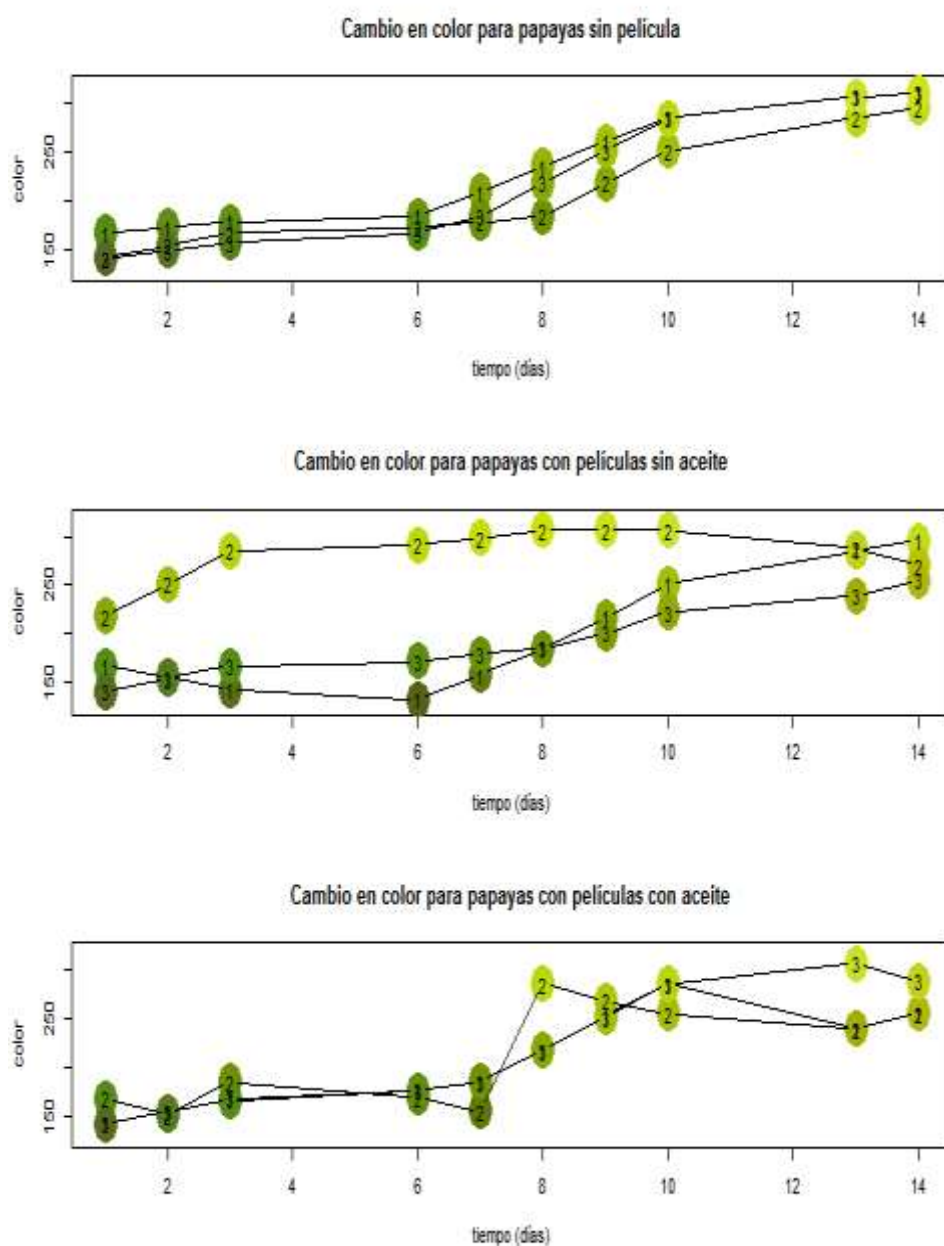 Cambio en color para papayas sin película
color
250
150
2 4 6 8 10 12 14
tiempo (días)
Cambio en color para papayas con películas sin aceite
color
250
150
2 4 6 8 10 12 14
tiempo (días)
Cambio en color para papayas con películas con aceite
color
250
150
2 4 6 8 10 12 14
tiempo (días)